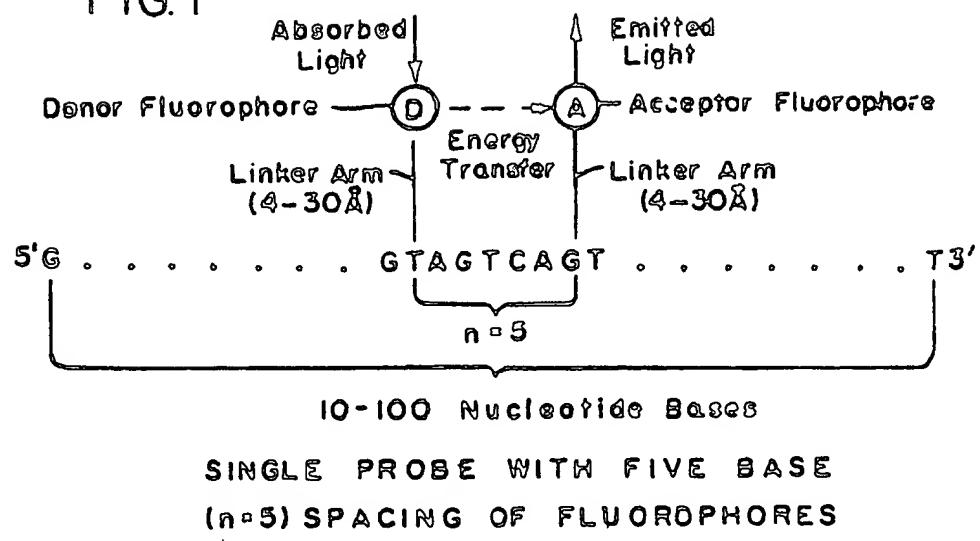 FIG. 1
Absorbed Light
Emitted Light
Donor Fluorophore
D
A
Acceptor Fluorophore
Energy Transfer
Linker Arm (4-30Å)
Linker Arm (4-30Å)
5'G . . . . . . . . GTAGTCAGT . . . . . . . . T3'
n=5
10-100 Nucleotide Bases
SINGLE PROBE WITH FIVE BASE
(n=5) SPACING OF FLUOROPHORES